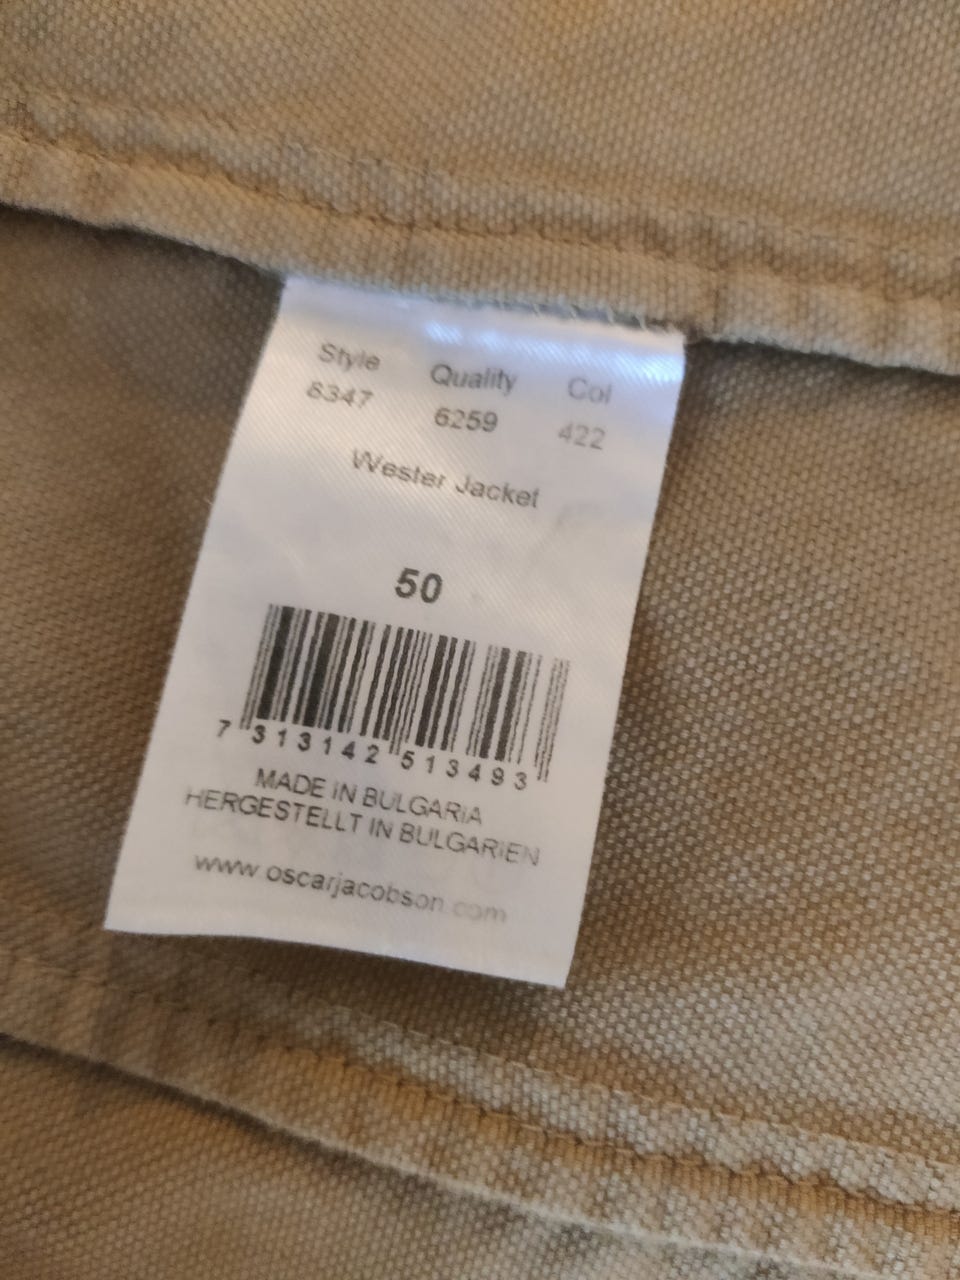 Style Quality Col
8347 6259 422
Wester Jacket
50
7 313142 513493
MADE IN BULGARIA
HERGESTELLT IN BULGARIEN
www.oscarjacobson.com